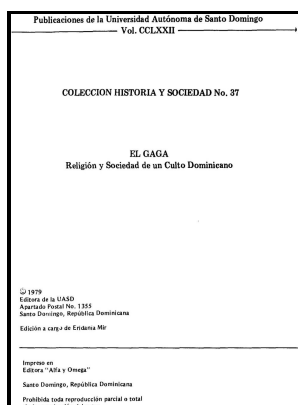 Publicaciones de la Universidad Autónoma de Santo Domingo
Vol. CCLXXII
COLECCION HISTORIA Y SOCIEDAD No. 37
EL GAGA
Religión y Sociedad de un Culto Dominicano
© 1979
Editora de la UASD
Apartado Postal No. 1355
Santo Domingo, República Dominicana
Edición a cargo de Eridania Mir
Impreso en
Editora "Alfa y Omega"
Santo Domingo, República Dominicana
Prohibida toda reproducción parcial o total